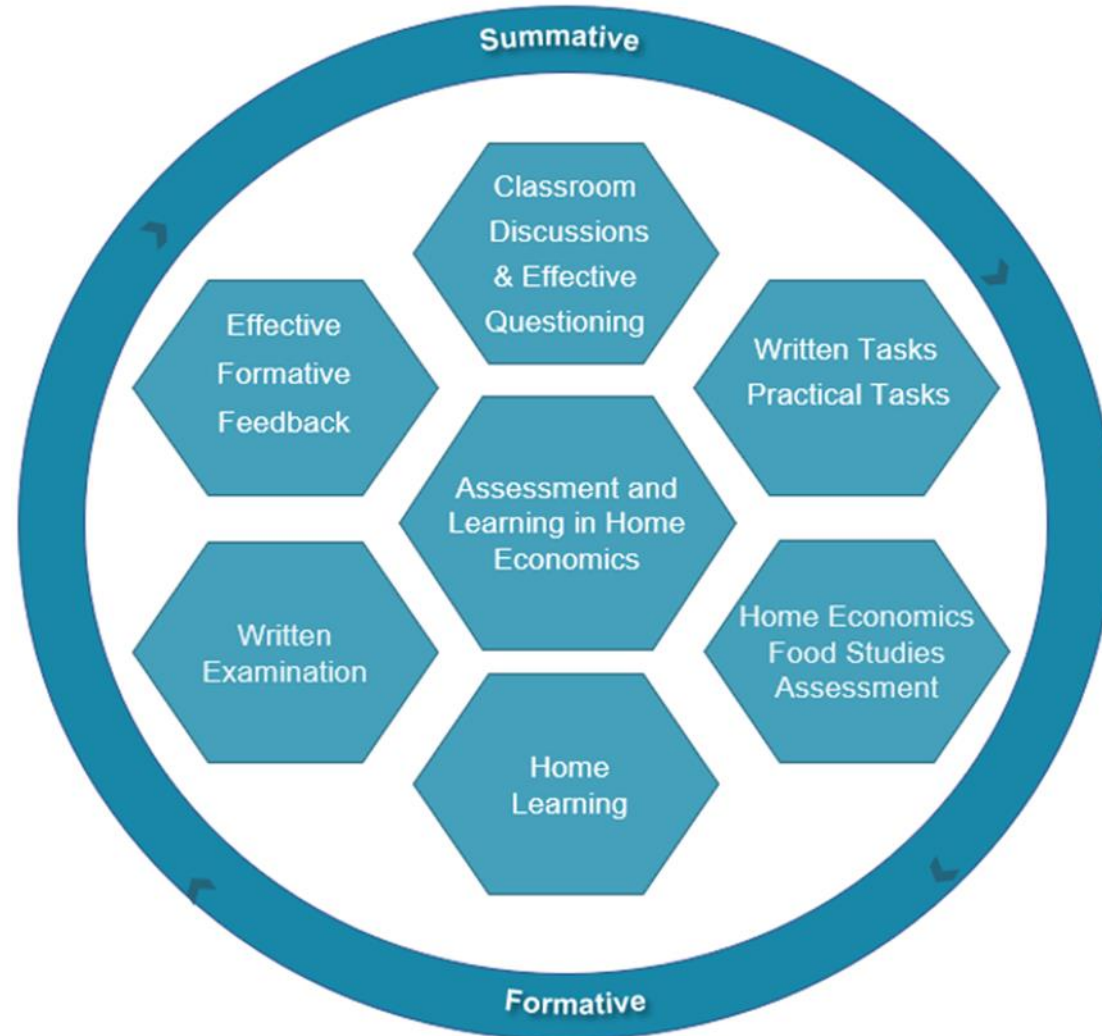 Summative
Classroom
Discussions
& Effective
Questioning
Effective
Formative
Feedback
Written Tasks
Practical Tasks
Assessment and
Learning in Home
Economics
Written
Examination
Home Economics
Food Studies
Assessment
Home
Learning
Formative